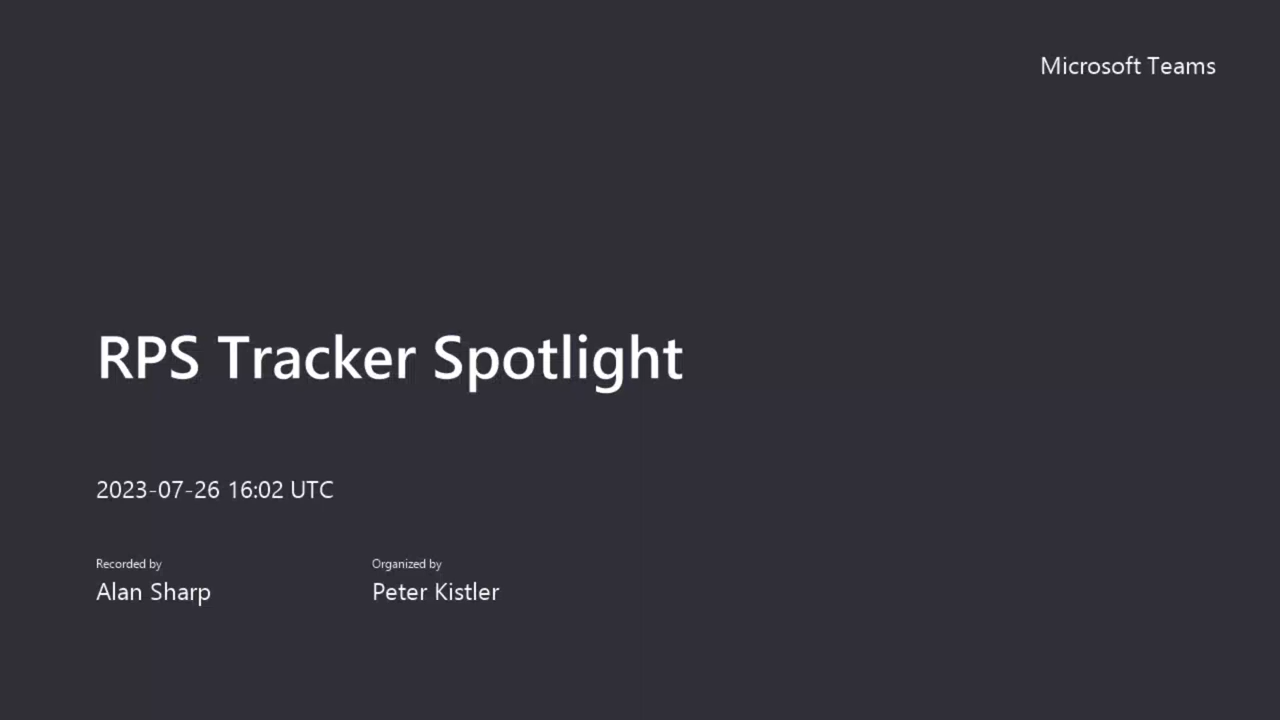 Microsoft Teams
RPS Tracker Spotlight
2023-07-26 16:02 UTC
Recorded by
Organized by
Alan Sharp
Peter Kistler